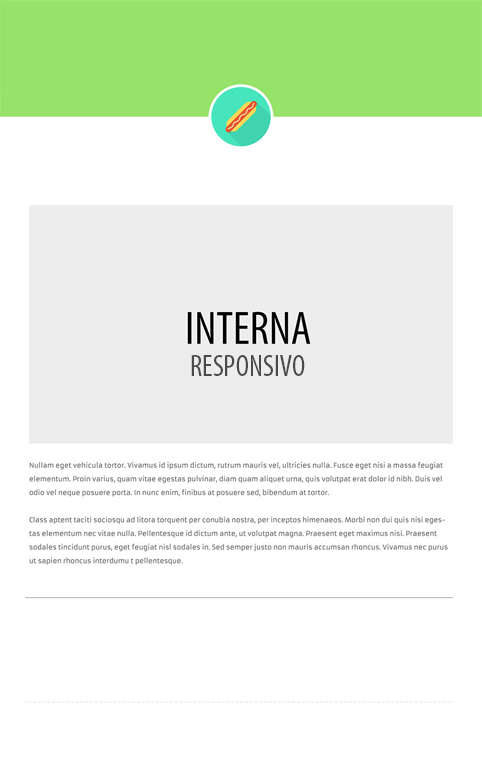 INTERNA
RESPONSIVO
Nullam eget vehicula tortor. Vivamus id ipsum dictum, rutrum mauris vel, ultricies nulla. Fusce eget nisi a massa feugiat
elementum. Proin varius, quam vitae egestas pulvinar, diam quam aliquet urna, quis volutpat erat dolor id nibh. Duis vel
odio vel neque posuere porta. In nunc enim, finibus at posuere sed, bibendum at tortor.
Class aptent taciti sociosqu ad litora torquent per conubia nostra, per inceptos himenaeos. Morbi non dui quis nisi eges-
tas elementum nec vitae nulla. Pellentesque id dictum ante, ut volutpat magna. Praesent eget maximus nisi. Praesent
sodales tincidunt purus, eget feugiat nisl sodales in. Sed semper justo non mauris accumsan rhoncus. Vivamus nec purus
ut sapien rhoncus interdumu t pellentesque.